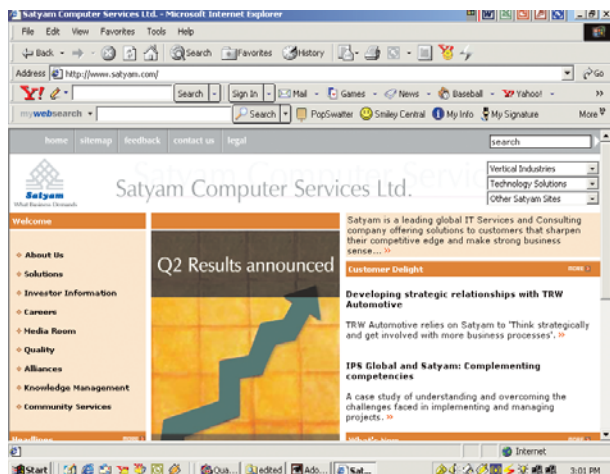 Satyam Computer Services Ltd. - Microsoft Internet Explorer
File Edit View Favorites Tools Help
Back Search Favorites History
Address http://www.satyam.com/ Go
Y! Search Sign In Mail Games News Baseball Yahoo! »
mywebsearch Search PopSwatter Smiley Central My Info My Signature More
home sitemap feedback contact us legal
search
Satyam
What Business Demands
Satyam Computer Services Ltd.
Vertical Industries
Technology Solutions
Other Satyam Sites
Welcome
About Us
Solutions
Investor Information
Careers
Media Room
Quality
Alliances
Knowledge Management
Community Services
Headlines
Q2 Results announced
Satyam is a leading global IT Services and Consulting
company offering solutions to customers that sharpen
their competitive edge and make strong business
sense... »
Customer Delight MORE
Developing strategic relationships with TRW
Automotive
TRW Automotive relies on Satyam to 'Think strategically
and get involved with more business processes'. »
IPS Global and Satyam: Complementing
competencies
A case study of understanding and overcoming the
challenges faced in implementing and managing
projects. »
What's New
Internet
Start Qua... edited Ado... Sat... 3:01 PM